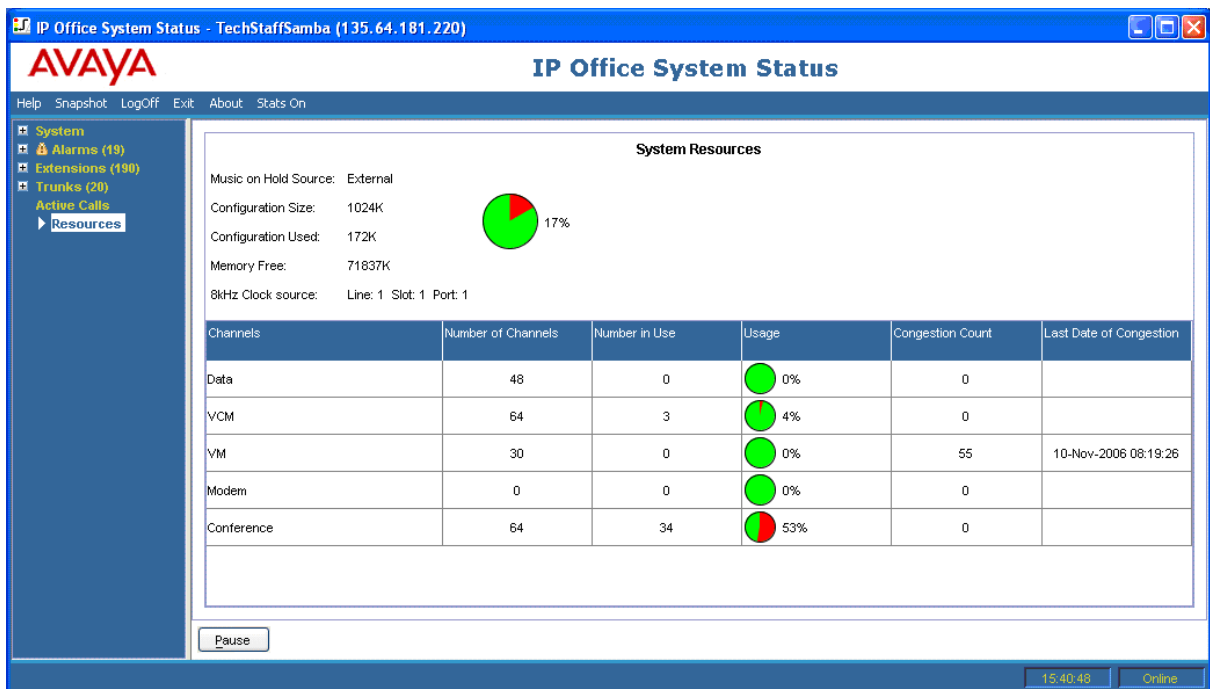 IP Office System Status - TechStaffSamba (135.64.181.220)
AVAYA
IP Office System Status
Help Snapshot LogOff Exit About Stats On
System
Alarms (19)
Extensions (190)
Trunks (20)
Active Calls
Resources
System Resources
Music on Hold Source: External
Configuration Size: 1024K
17%
Configuration Used: 172K
Memory Free: 71837K
8kHz Clock source: Line: 1 Slot: 1 Port: 1
Channels Number of Channels Number in Use Usage Congestion Count Last Date of Congestion
Data 48 0 0% 0
VCM 64 3 4% 0
VM 30 0 0% 55 10-Nov-2006 08:19:26
Modem 0 0 0% 0
Conference 64 34 53% 0
Pause
15:40:48 Online